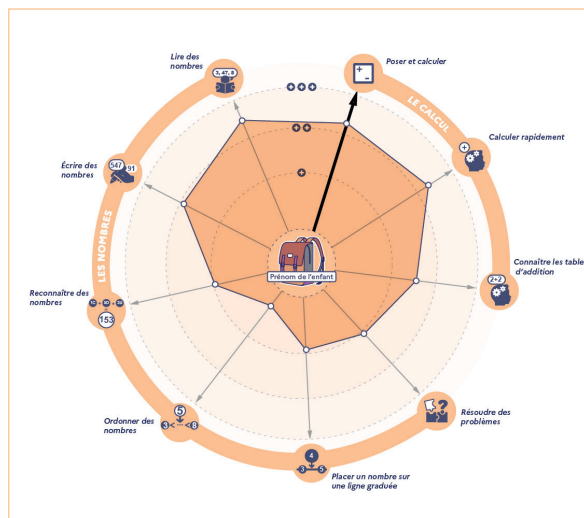 Lire des
nombres
3, 47, 8
Poser et calculer
+
-
LE CALCUL
Calculer rapidement
+
Écrire des
nombres
547
91
+++
++
+
Connaître les table
d'addition
2+2
LES NOMBRES
Prénom de l'enfant
Reconnaître des
nombres
153
Résoudre des
problèmes
?
Ordonner des
nombres
5
3 < ··· < 8
Placer un nombre sur
une ligne graduée
4
3
5